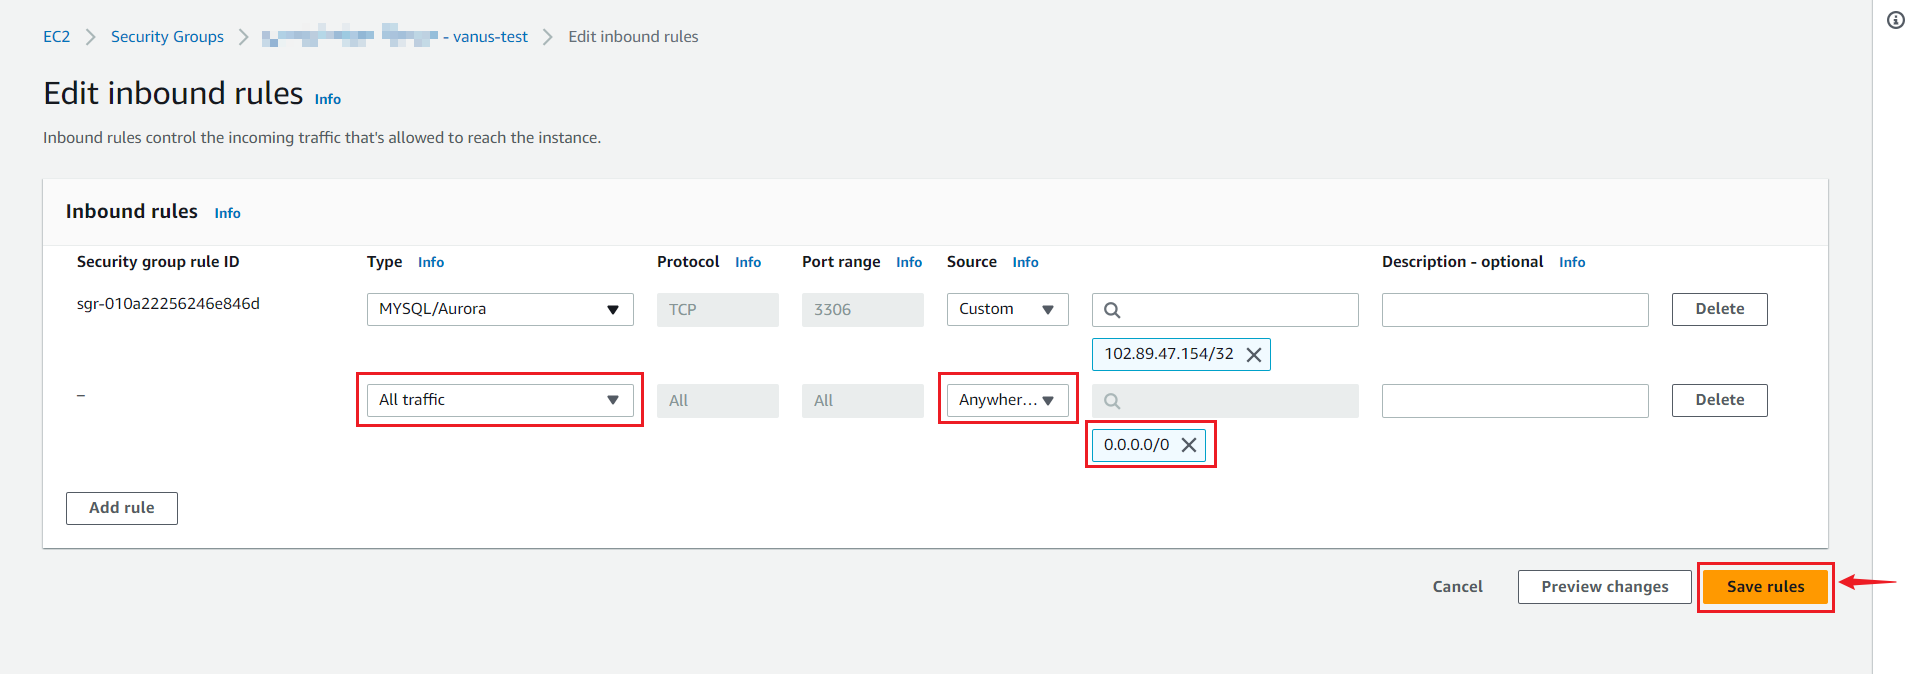 EC2 Security Groups - vanus-test Edit inbound rules
Edit inbound rules Info
Inbound rules control the incoming traffic that's allowed to reach the instance.
Inbound rules Info
Security group rule ID Type Info Protocol Info Port range Info Source Info Description - optional Info
sgr-010a22256246e846d MYSQL/Aurora TCP 3306 Custom Delete
102.89.47.154/32
– All traffic All All Anywher... Delete
0.0.0.0/0
Add rule
Cancel Preview changes Save rules